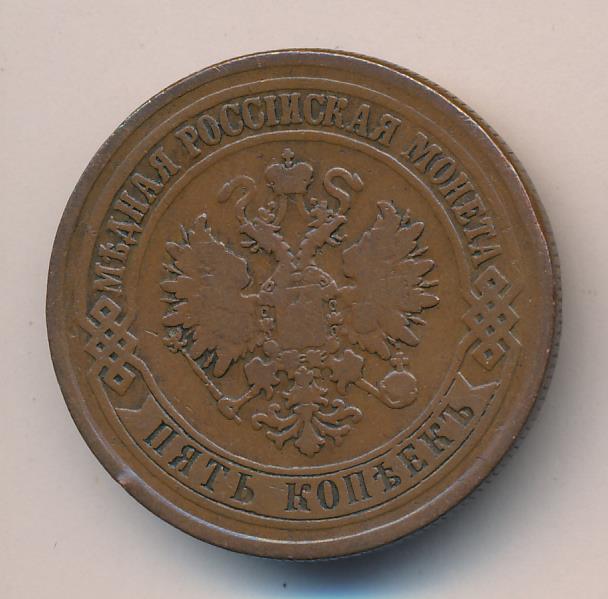 МѢДНАЯ РОССІЙСКАЯ МОНЕТА
ПЯТЬ КОПѢЕКЪ